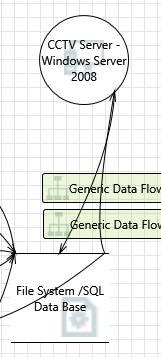 CCTV Server -
Windows Server
2008
Generic Data Flow
Generic Data Flow
File System /SQL
Data Base